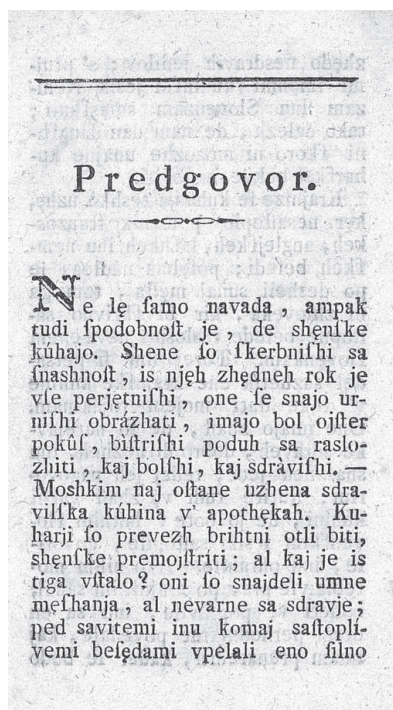 Predgovor.
Ne lę ſamo navada, ampak
tudi ſpodobnoſt je, de shęnſke
kúhajo. Shene ſo ſkerbniſhi sa
ſnashnoſt, is njęh zhędneh rok je
vſe perjętniſhi, one ſe snajo ur-
niſhi obrázhati, imajo bol ojſter
pokûſ, biſtriſhi poduh sa raslo-
zhiti, kaj bolſhi, kaj sdràviſhi. —
Moshkim naj oſtane uzhena sdra-
vilſka kúhina v' apothękah. Ku-
harji ſo prevezh brihtni otli biti,
shęnſke premojſtriti; al kaj je is
tiga vſtalo? oni ſo snajdeli umne
męſhanja, al nevarne sa sdravje;
ped savitemi inu komaj saſtoplí-
vemi beſędami vpelali eno ſilno